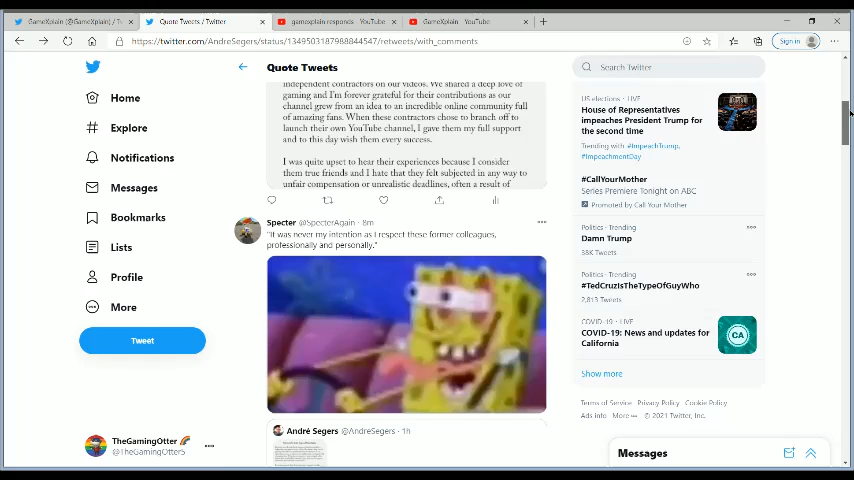 GameXplain (@GameXplain) / Tw
Quote Tweets / Twitter
gamexplain responds - YouTube
GameXplain - YouTube
https://twitter.com/AndreSegers/status/1349503187988844547/retweets/with_comments
Sign in
Home
Explore
Notifications
Messages
Bookmarks
Lists
Profile
More
Tweet
TheGamingOtter
@TheGamingOtter5
Quote Tweets
independent contractors on our videos. We shared a deep love of
gaming and I'm forever grateful for their contributions as our
channel grew from an idea to an incredible online community full
of amazing fans. When these contractors chose to branch off to
launch their own YouTube channel, I gave them my full support
and to this day wish them every success.
I was quite upset to hear their experiences because I consider
them true friends and I hate that they felt subjected in any way to
unfair compensation or unrealistic deadlines, often a result of
Specter @SpecterAgain · 8m
"It was never my intention as I respect these former colleagues,
professionally and personally."
André Segers @AndreSegers · 1h
Search Twitter
US elections · LIVE
House of Representatives
impeaches President Trump for
the second time
Trending with #ImpeachTrump,
#ImpeachmentDay
#CallYourMother
Series Premiere Tonight on ABC
Promoted by Call Your Mother
Politics · Trending
Damn Trump
38K Tweets
Politics · Trending
#TedCruzIsTheTypeOfGuyWho
2,813 Tweets
COVID-19 · LIVE
COVID-19: News and updates for
California
CA
Show more
Terms of Service Privacy Policy Cookie Policy
Ads info More © 2021 Twitter, Inc.
Messages